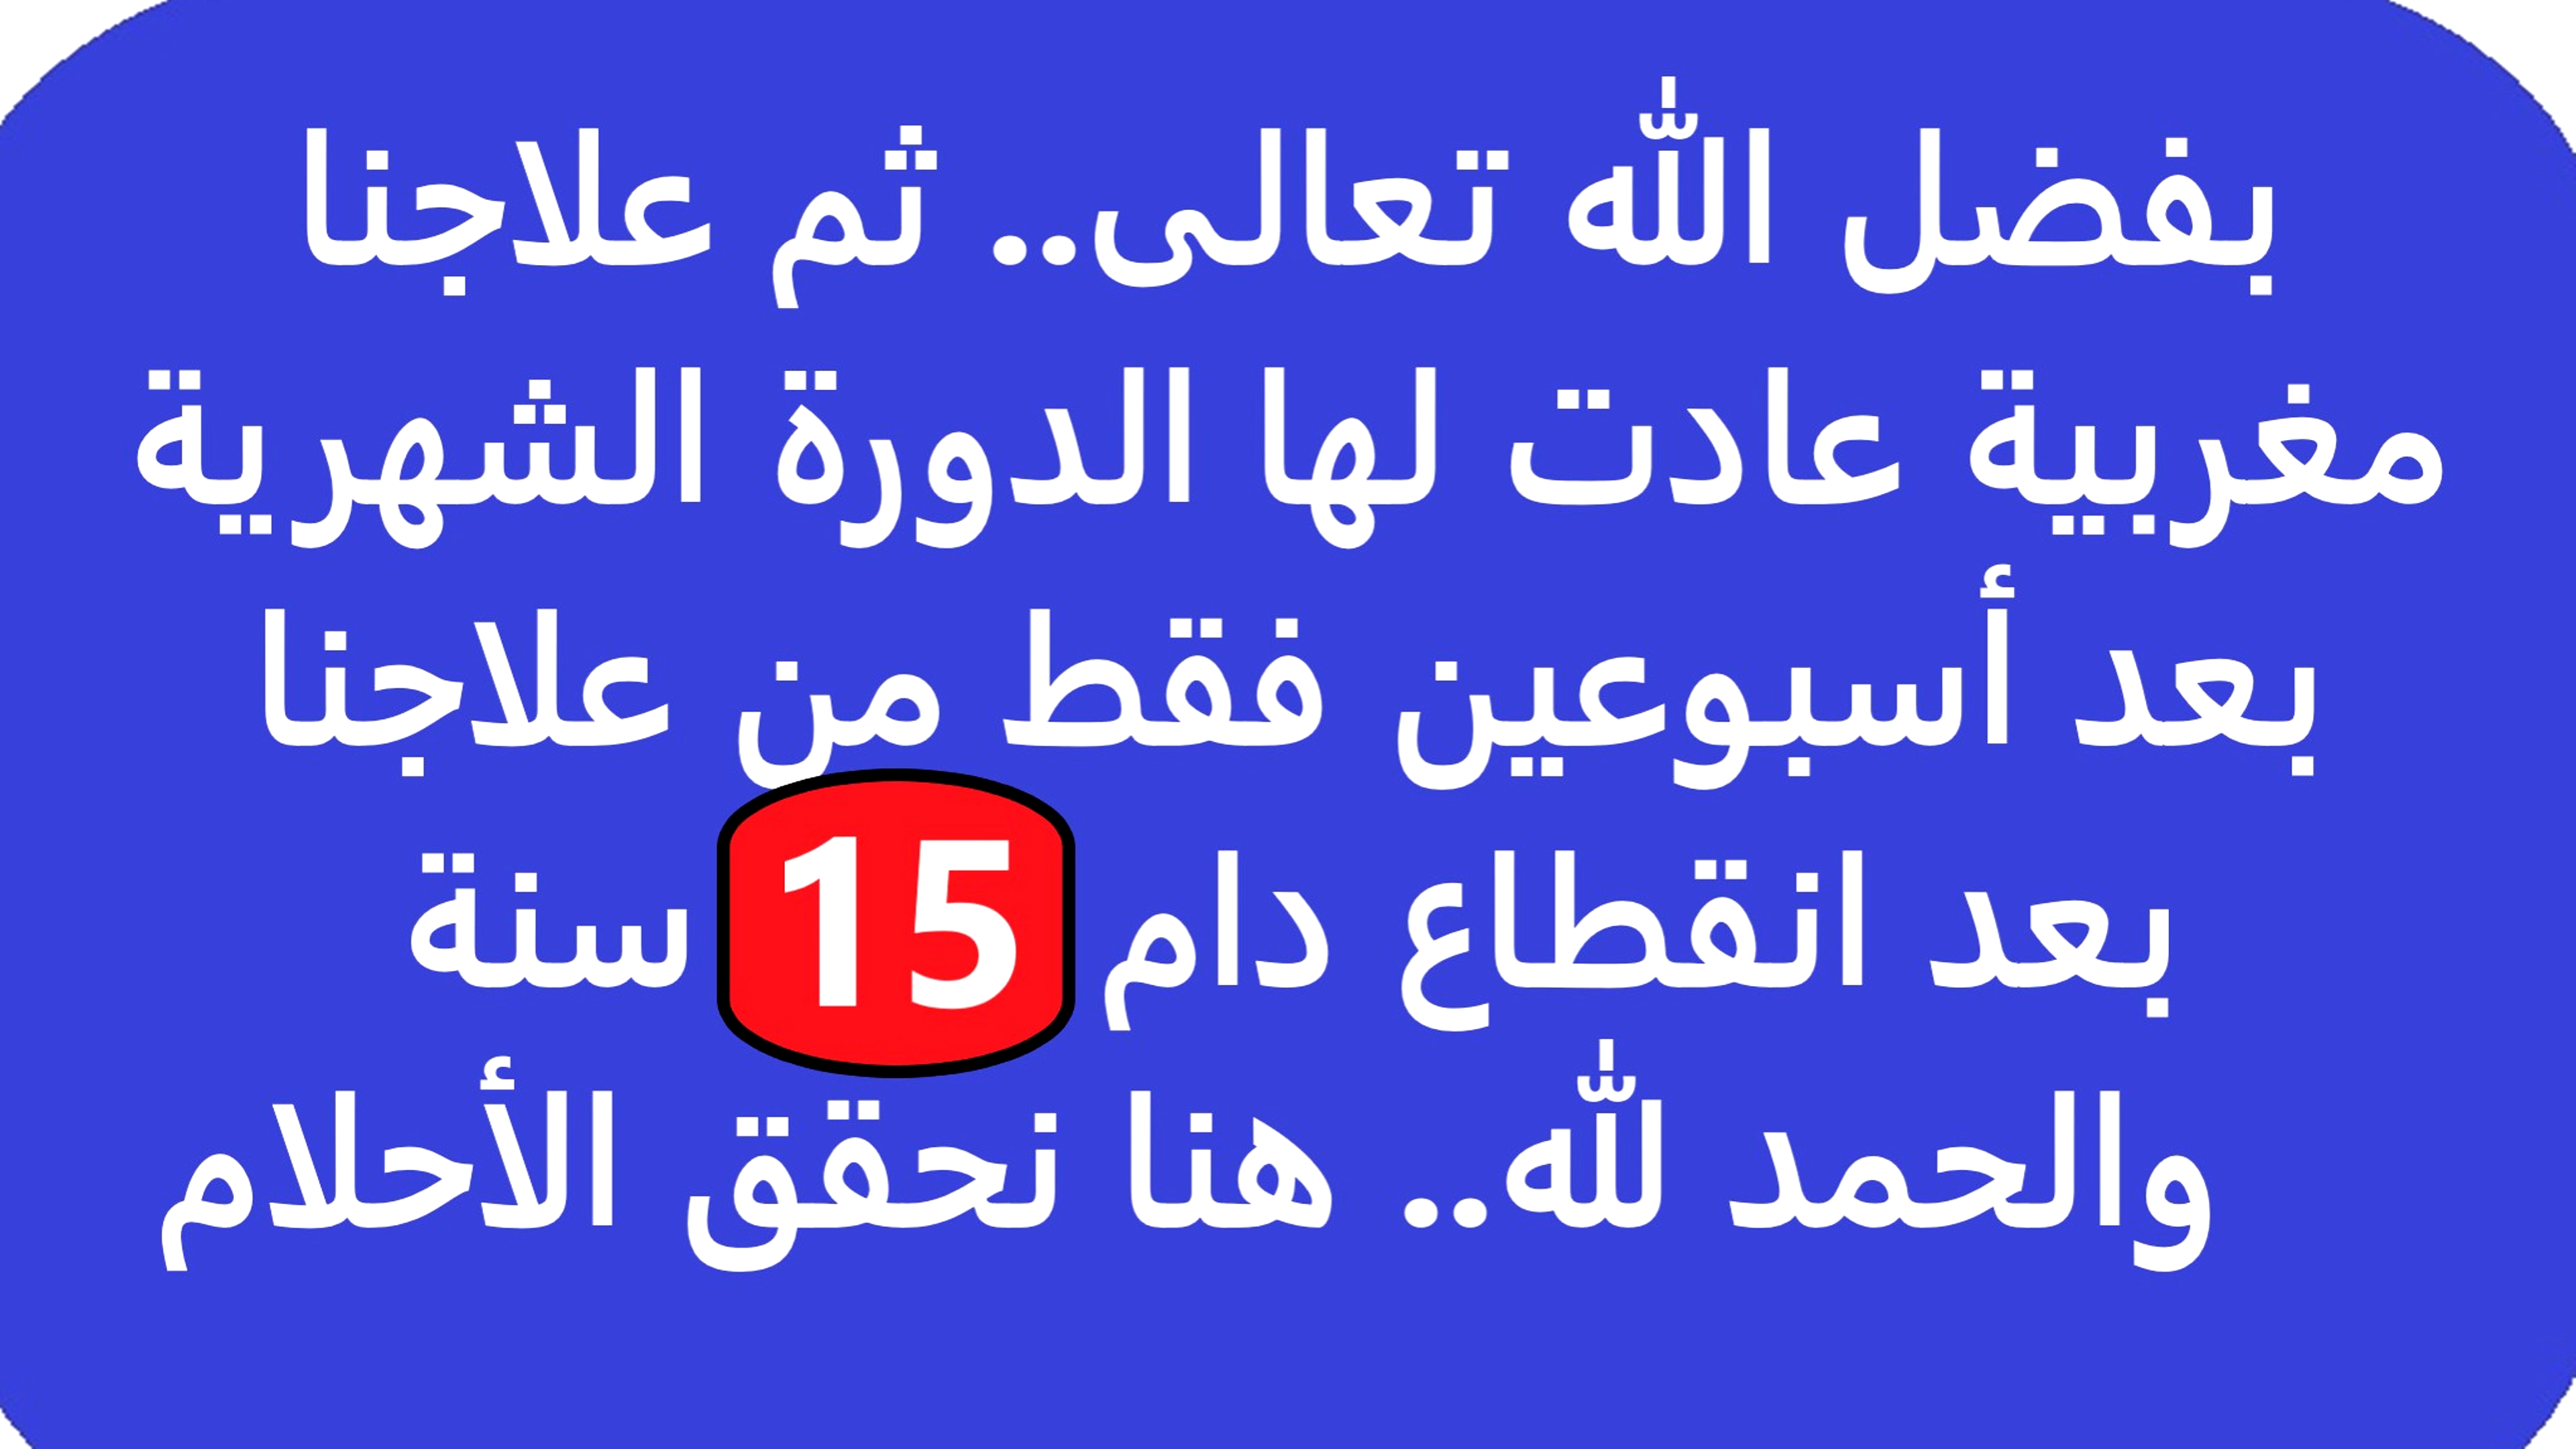 بفضل الله تعالى.. ثم علاجنا
مغربية عادت لها الدورة الشهرية
بعد أسبوعين فقط من علاجنا
بعد انقطاع دام 15 سنة
والحمد لله.. هنا نحقق الأحلام